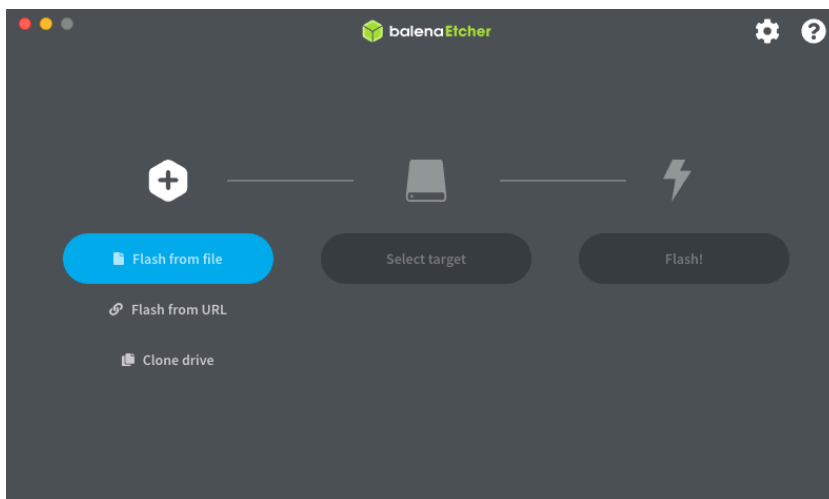 balenaEtcher
Flash from file
Select target
Flash!
Flash from URL
Clone drive